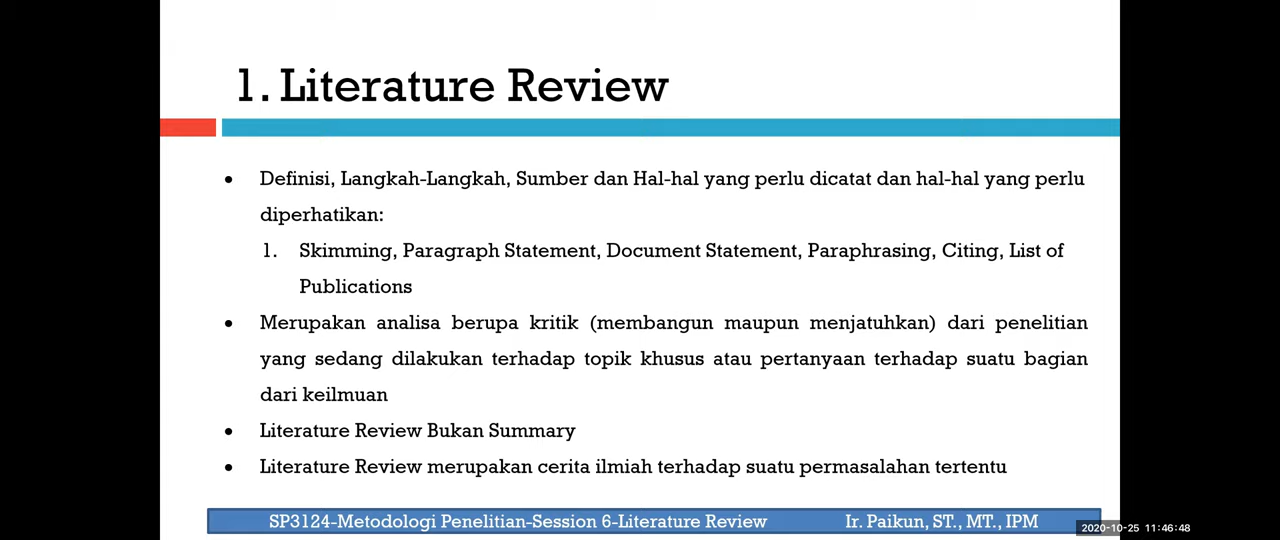 1. Literature Review
• Definisi, Langkah-Langkah, Sumber dan Hal-hal yang perlu dicatat dan hal-hal yang perlu
diperhatikan:
1. Skimming, Paragraph Statement, Document Statement, Paraphrasing, Citing, List of
Publications
• Merupakan analisa berupa kritik (membangun maupun menjatuhkan) dari penelitian
yang sedang dilakukan terhadap topik khusus atau pertanyaan terhadap suatu bagian
dari keilmuan
• Literature Review Bukan Summary
• Literature Review merupakan cerita ilmiah terhadap suatu permasalahan tertentu
SP3124-Metodologi Penelitian-Session 6-Literature Review Ir. Paikun, ST., MT., IPM
2020-10-25 11:46:48